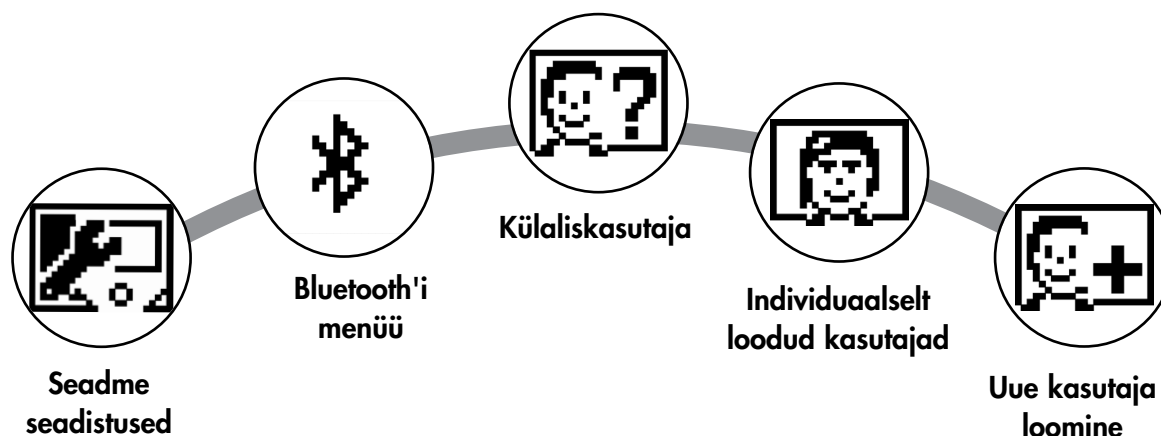 Seadme
seadistused
Bluetooth'i
menüü
Külaliskasutaja
Individuaalselt
loodud kasutajad
Uue kasutaja
loomine